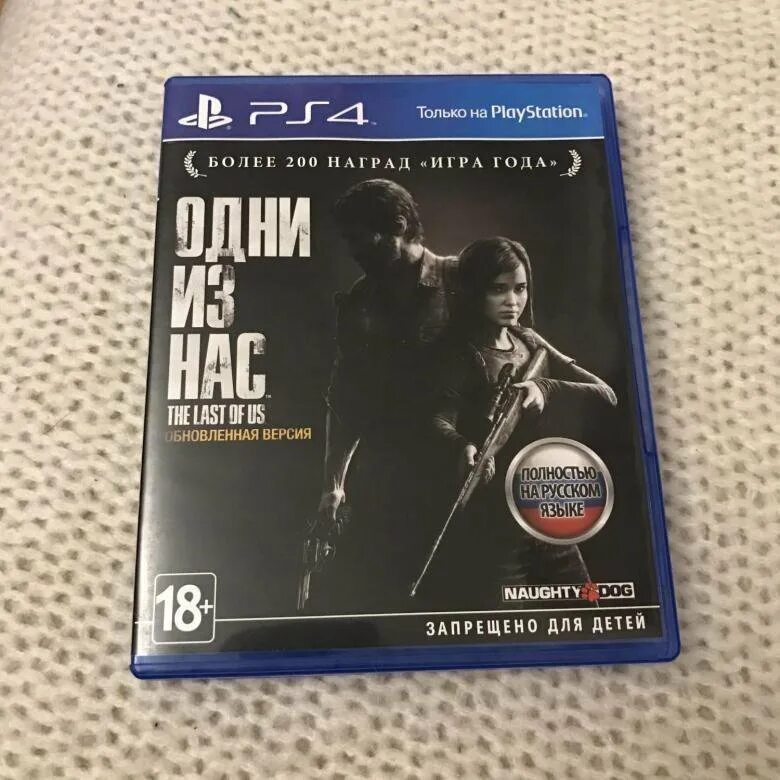 PS4
Только на PlayStation
БОЛЕЕ 200 НАГРАД «ИГРА ГОДА»
ОДНИ
ИЗ
НАС
THE LAST OF US
ОБНОВЛЕННАЯ ВЕРСИЯ
ПОЛНОСТЬЮ
НА РУССКОМ
ЯЗЫКЕ
NAUGHTY DOG
18+
ЗАПРЕЩЕНО ДЛЯ ДЕТЕЙ